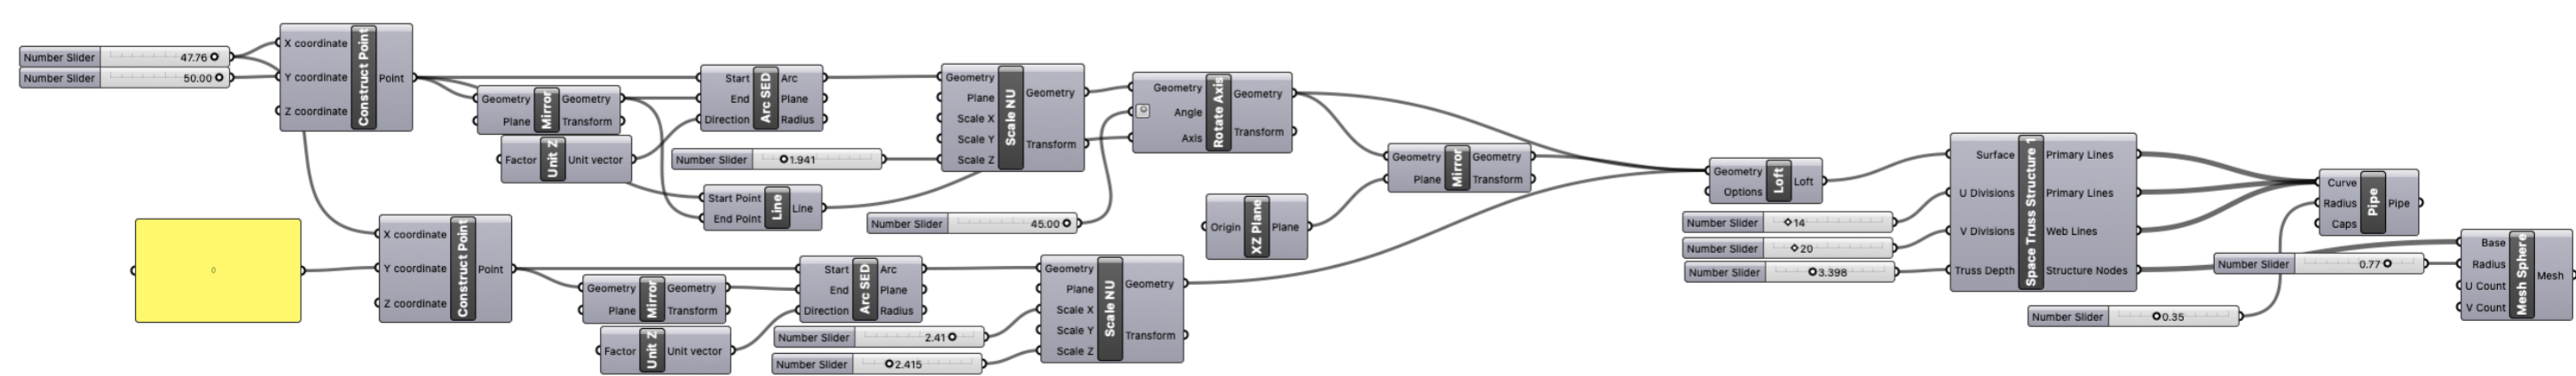 Number Slider 47.76
Number Slider 50.00
X coordinate
Y coordinate
Z coordinate
Construct Point
Point
Geometry
Plane
Mirror
Geometry
Transform
Factor
Unit Z
Unit vector
Start
End
Direction
Arc SED
Arc
Plane
Radius
Number Slider 1.941
Start Point
End Point
Line
Line
Geometry
Plane
Scale X
Scale Y
Scale Z
Scale NU
Geometry
Transform
Number Slider 45.00
Geometry
Angle
Axis
Rotate Axis
Geometry
Transform
Origin
XZ Plane
Plane
Geometry
Plane
Mirror
Geometry
Transform
0
X coordinate
Y coordinate
Z coordinate
Construct Point
Point
Geometry
Plane
Mirror
Geometry
Transform
Factor
Unit Z
Unit vector
Start
End
Direction
Arc SED
Arc
Plane
Radius
Number Slider 2.41
Number Slider 2.415
Geometry
Plane
Scale X
Scale Y
Scale Z
Scale NU
Geometry
Transform
Geometry
Options
Loft
Loft
Number Slider 14
Number Slider 20
Number Slider 3.398
Surface
U Divisions
V Divisions
Truss Depth
Space Truss Structure 1
Primary Lines
Primary Lines
Web Lines
Structure Nodes
Number Slider 0.35
Number Slider 0.77
Curve
Radius
Caps
Pipe
Pipe
Base
Radius
U Count
V Count
Mesh Sphere
Mesh